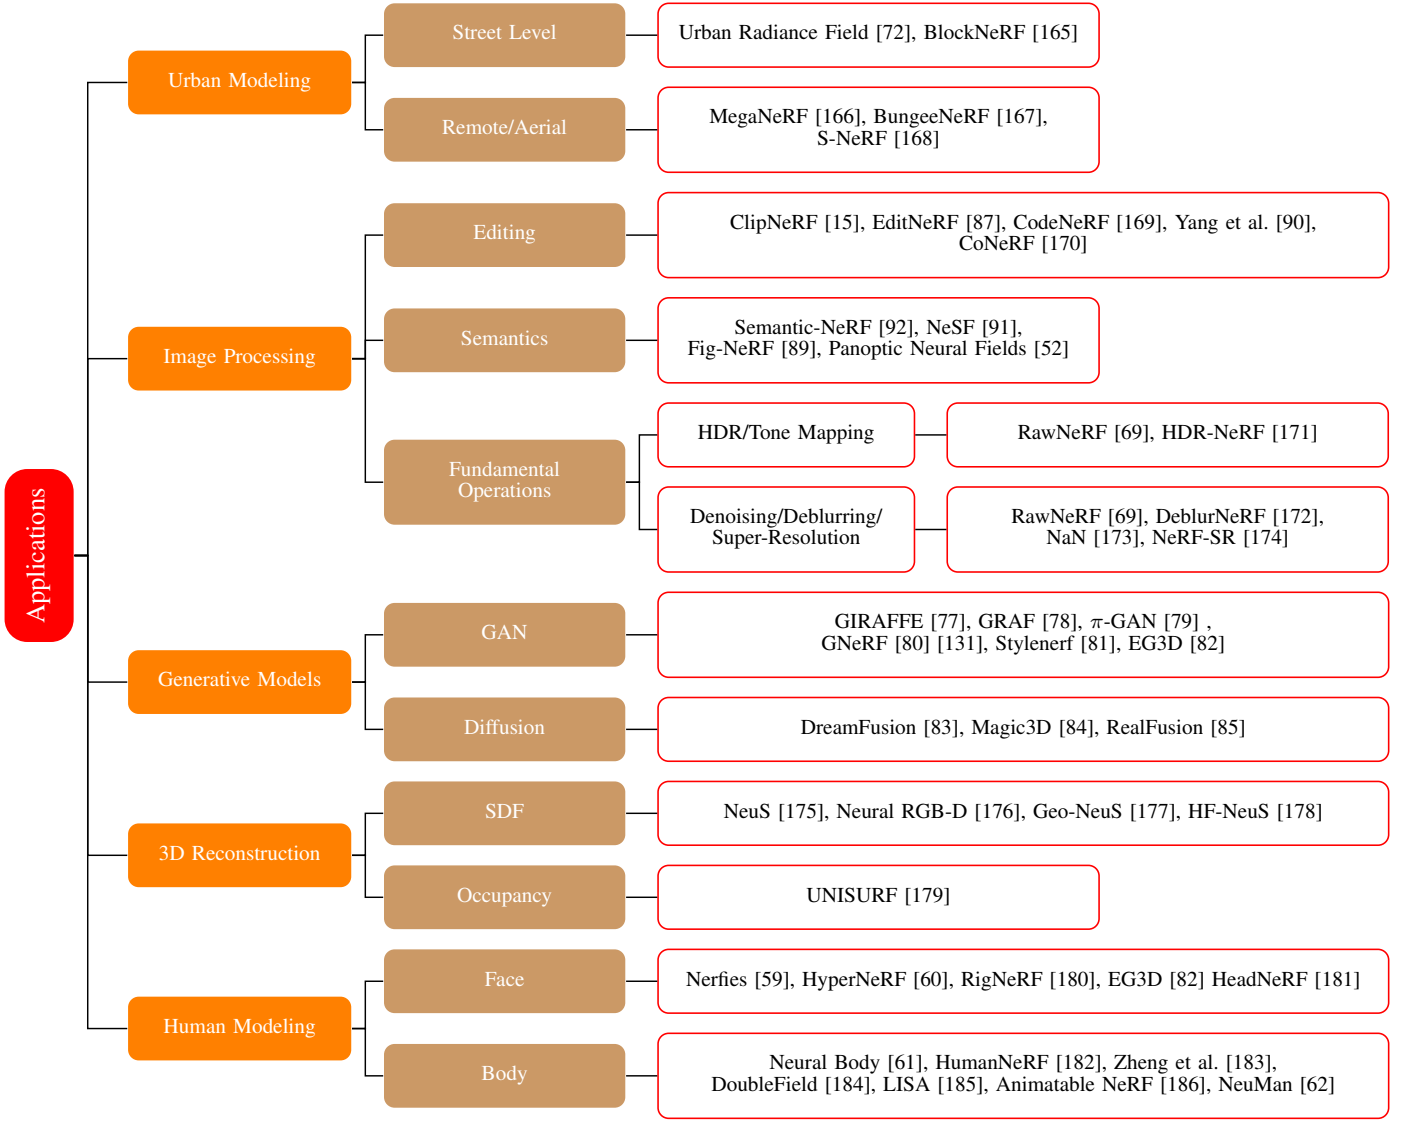 Applications
Urban Modeling
Street Level
Urban Radiance Field [72], BlockNeRF [165]
Remote/Aerial
MegaNeRF [166], BungeeNeRF [167],
S-NeRF [168]
Image Processing
Editing
ClipNeRF [15], EditNeRF [87], CodeNeRF [169], Yang et al. [90],
CoNeRF [170]
Semantics
Semantic-NeRF [92], NeSF [91],
Fig-NeRF [89], Panoptic Neural Fields [52]
Fundamental
Operations
HDR/Tone Mapping
RawNeRF [69], HDR-NeRF [171]
Denoising/Deblurring/
Super-Resolution
RawNeRF [69], DeblurNeRF [172],
NaN [173], NeRF-SR [174]
Generative Models
GAN
GIRAFFE [77], GRAF [78], π-GAN [79] ,
GNeRF [80] [131], Stylenerf [81], EG3D [82]
Diffusion
DreamFusion [83], Magic3D [84], RealFusion [85]
3D Reconstruction
SDF
NeuS [175], Neural RGB-D [176], Geo-NeuS [177], HF-NeuS [178]
Occupancy
UNISURF [179]
Human Modeling
Face
Nerfies [59], HyperNeRF [60], RigNeRF [180], EG3D [82] HeadNeRF [181]
Body
Neural Body [61], HumanNeRF [182], Zheng et al. [183],
DoubleField [184], LISA [185], Animatable NeRF [186], NeuMan [62]